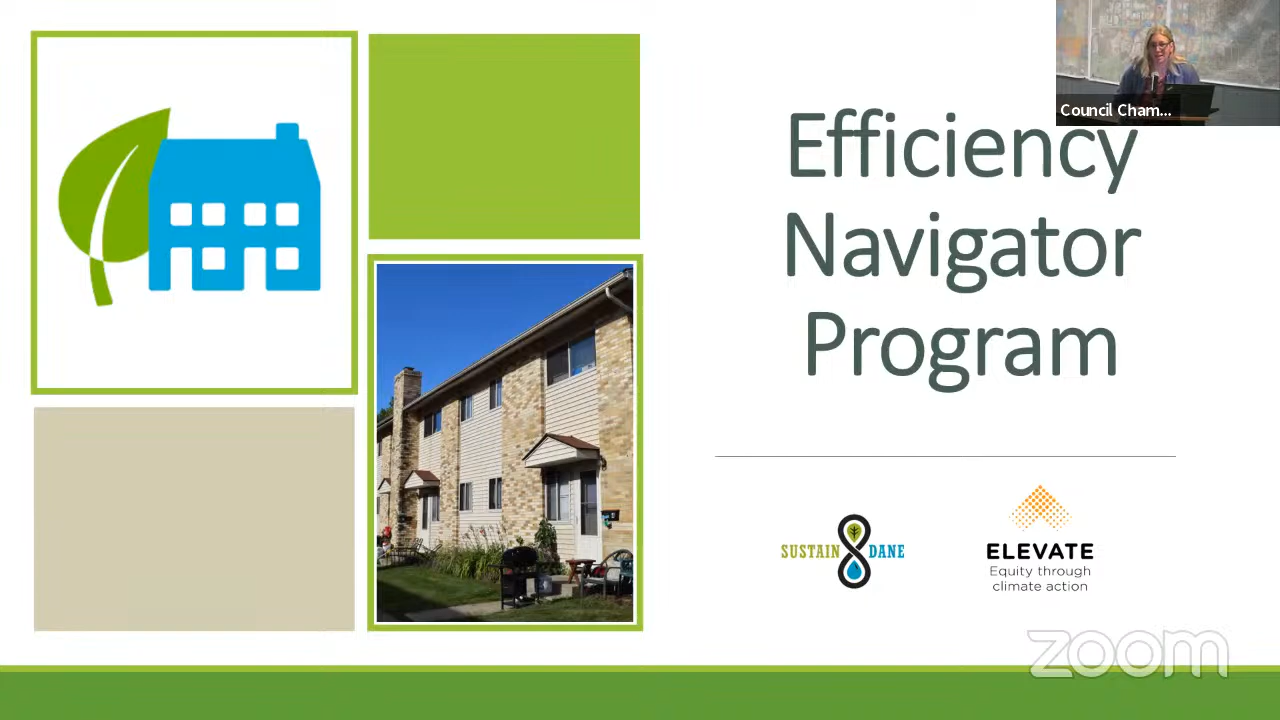 Council Cham...
Efficiency
Navigator
Program
SUSTAIN DANE
ELEVATE
Equity through
climate action
zoom